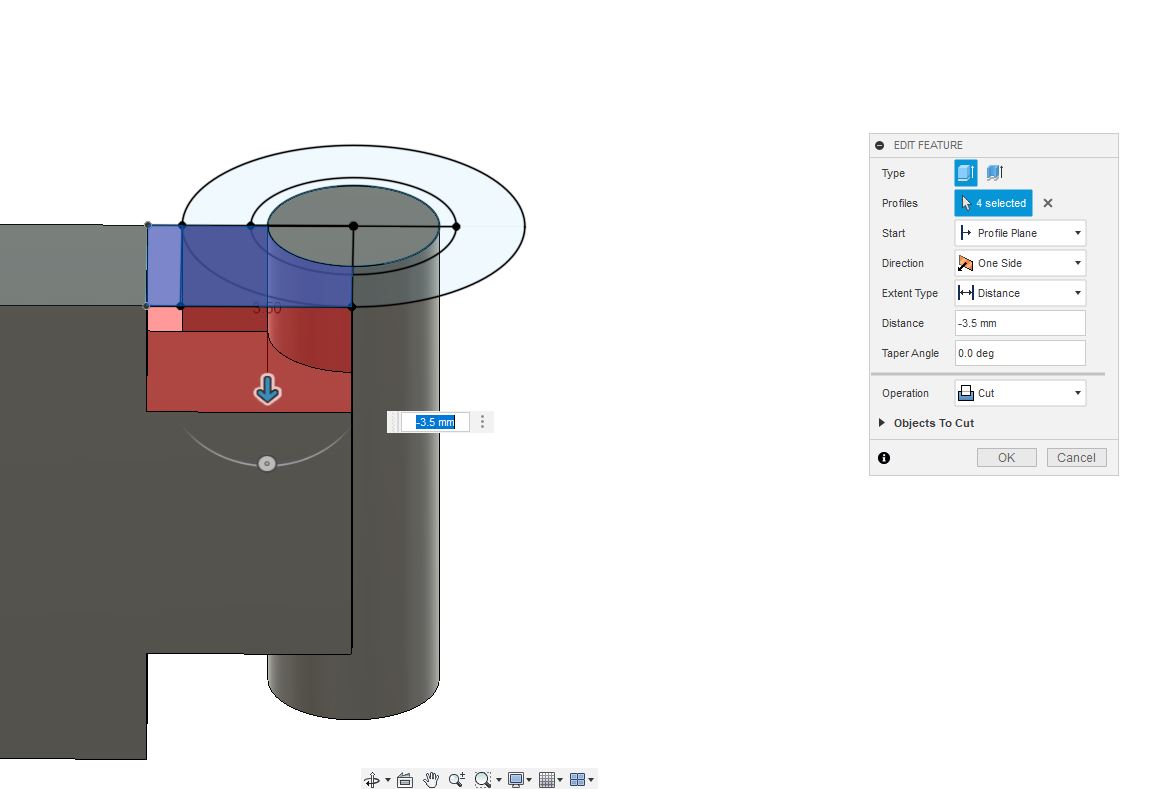 EDIT FEATURE
Type
Profiles 4 selected
Start Profile Plane
Direction One Side
Extent Type Distance
Distance -3.5 mm
Taper Angle 0.0 deg
Operation Cut
Objects To Cut
OK Cancel
3.50
-3.5 mm